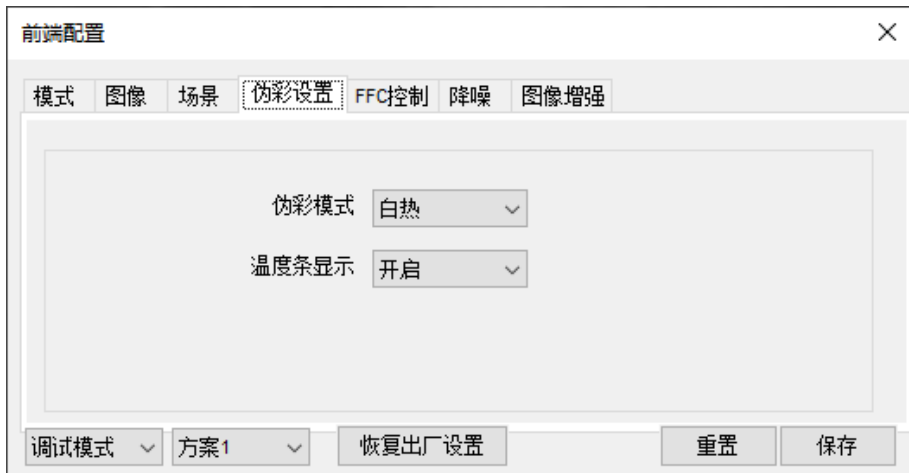 前端配置
模式 图像 场景 伪彩设置 FFC控制 降噪 图像增强
伪彩模式 白热
温度条显示 开启
调试模式 方案1 恢复出厂设置 重置 保存